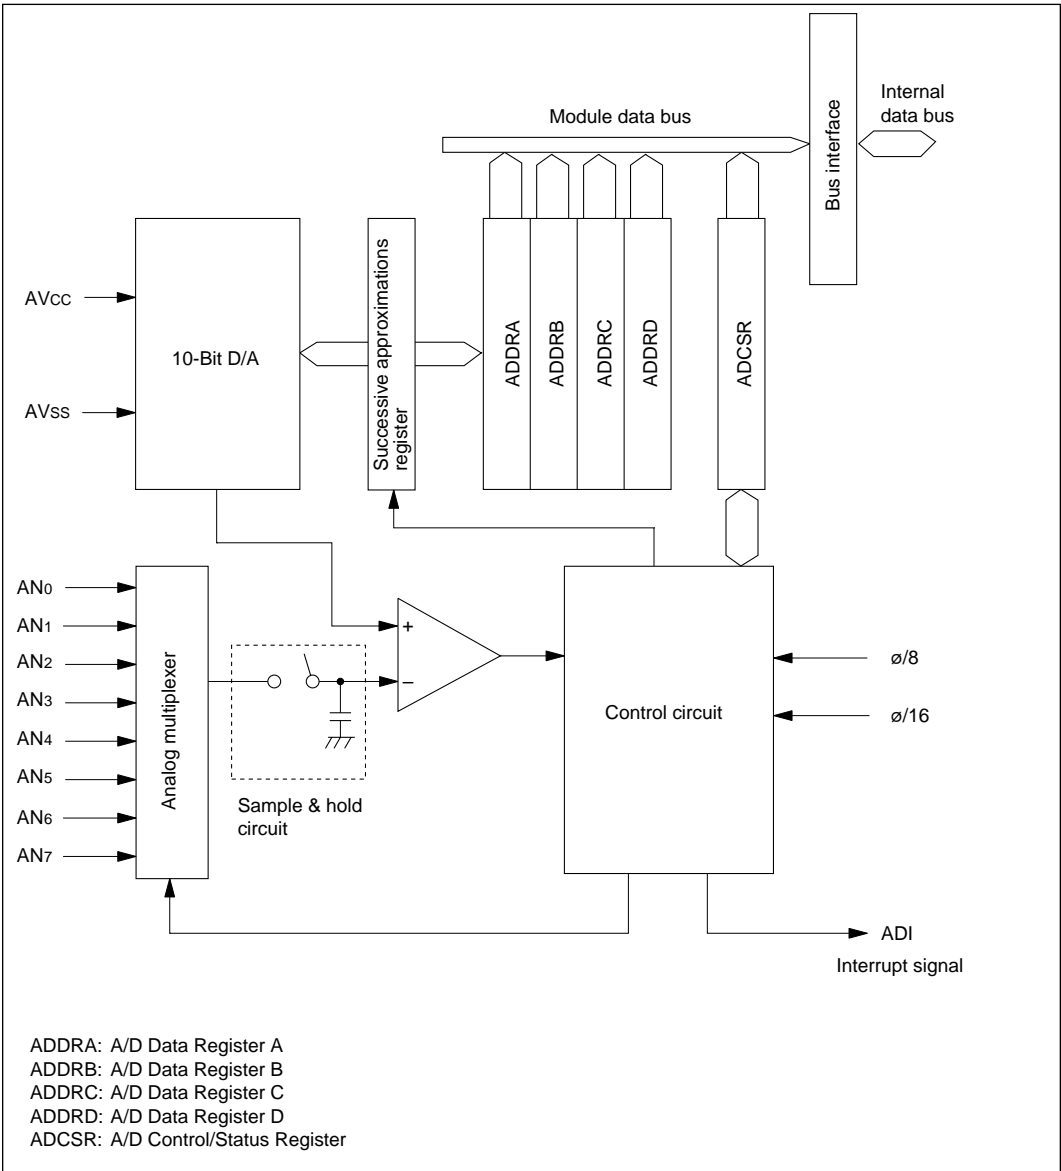 Internal
data bus
Module data bus
Bus interface
AVCC
AVSS
10-Bit D/A
Successive approximations
register
ADDRA
ADDRB
ADDRC
ADDRD
ADCSR
AN0
AN1
AN2
AN3
AN4
AN5
AN6
AN7
Analog multiplexer
Sample & hold
circuit
+
–
Control circuit
ø/8
ø/16
ADI
Interrupt signal
ADDRA: A/D Data Register A
ADDRB: A/D Data Register B
ADDRC: A/D Data Register C
ADDRD: A/D Data Register D
ADCSR: A/D Control/Status Register